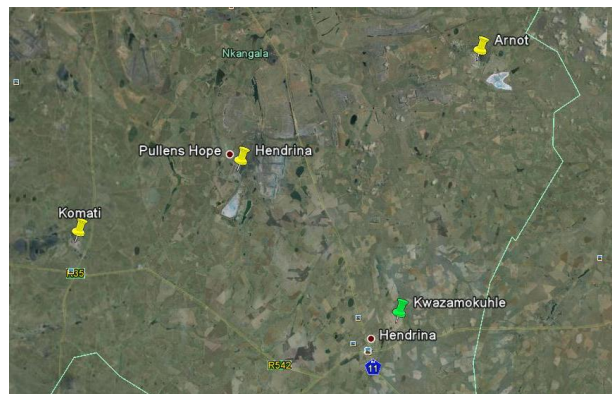 Arnot
Nkangala
Pullens Hope
Hendrina
Komati
R35
Kwazamokuhle
Hendrina
R542
11